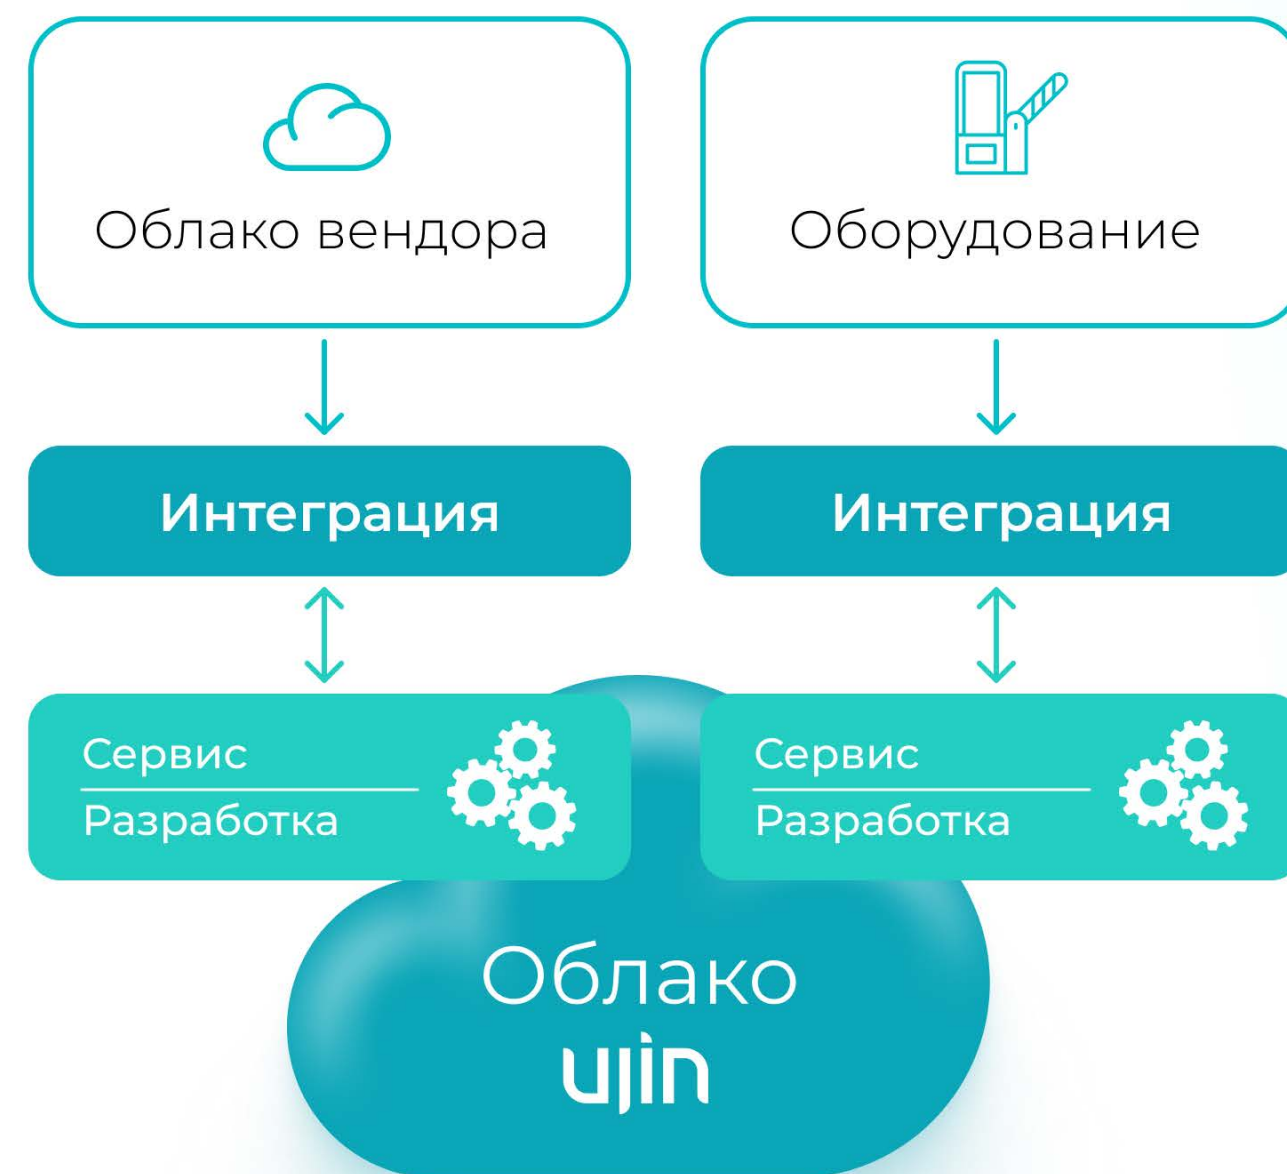 Облако вендора
Оборудование
Интеграция
Интеграция
Сервис
Разработка
Сервис
Разработка
Облако
ujin